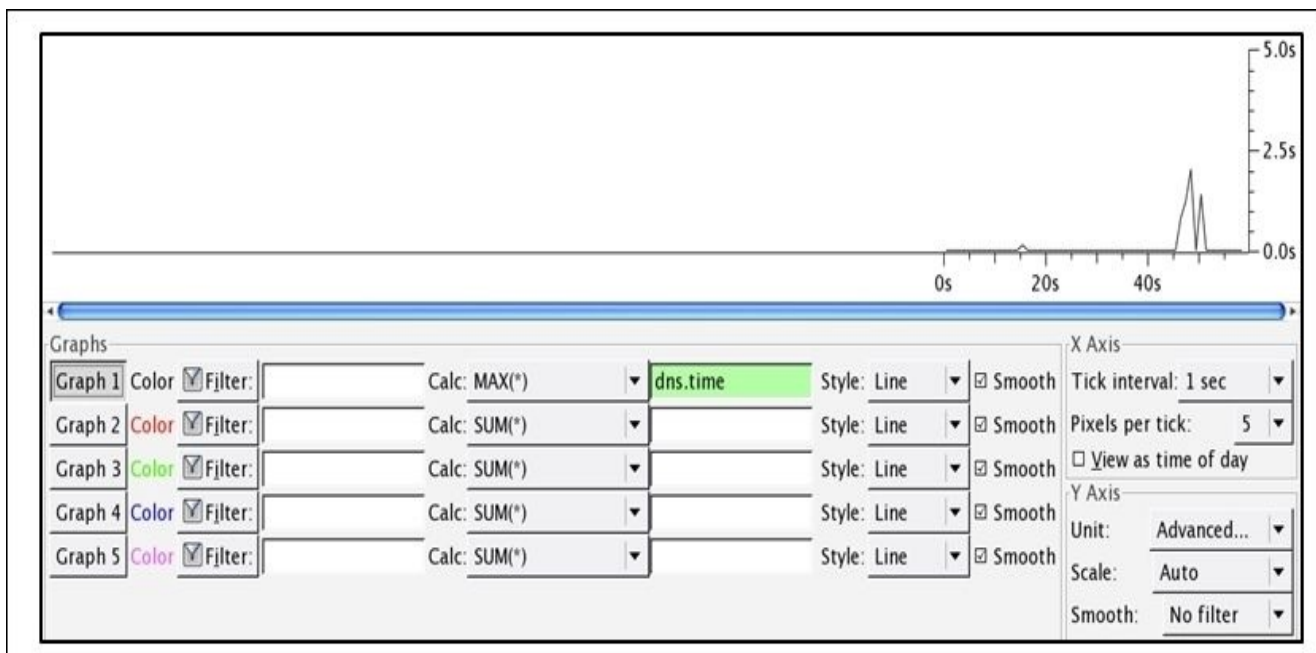 5.0s
2.5s
0.0s
0s 20s 40s
Graphs
Graph 1 Color Filter: Calc: MAX(*) dns.time Style: Line Smooth
Graph 2 Color Filter: Calc: SUM(*) Style: Line Smooth
Graph 3 Color Filter: Calc: SUM(*) Style: Line Smooth
Graph 4 Color Filter: Calc: SUM(*) Style: Line Smooth
Graph 5 Color Filter: Calc: SUM(*) Style: Line Smooth
X Axis
Tick interval: 1 sec
Pixels per tick: 5
View as time of day
Y Axis
Unit: Advanced...
Scale: Auto
Smooth: No filter